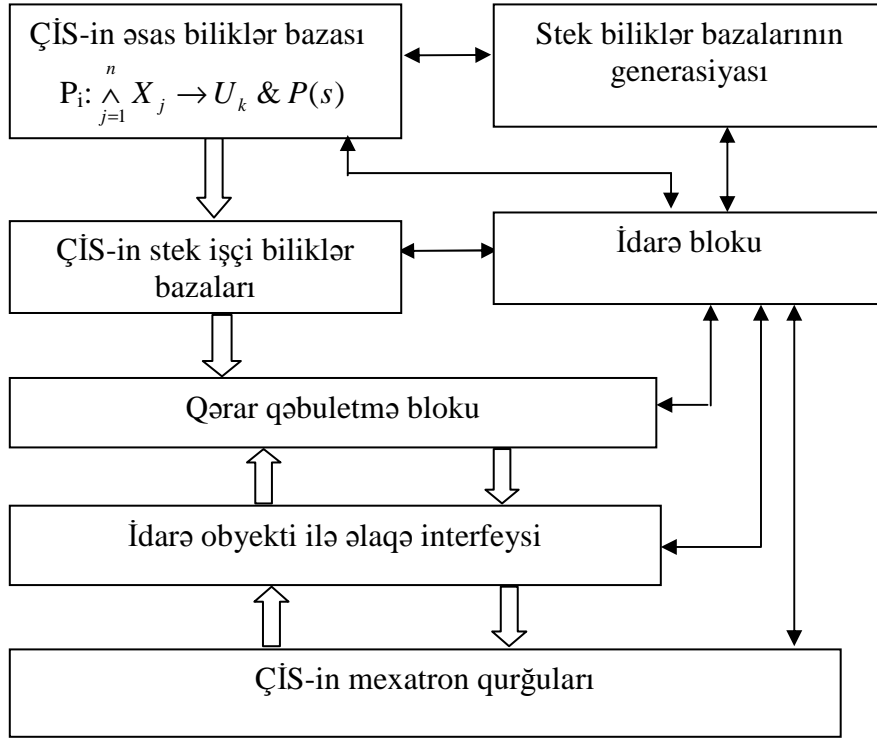 ÇİS-in əsas biliklər bazası
P_i: ∧_{j=1}^{n} X_j → U_k & P(s)
Stek biliklər bazalarının
generasiyası
ÇİS-in stek işçi biliklər
bazaları
İdarə bloku
Qərar qəbuletmə bloku
İdarə obyekti ilə əlaqə interfeysi
ÇİS-in mexatron qurğuları